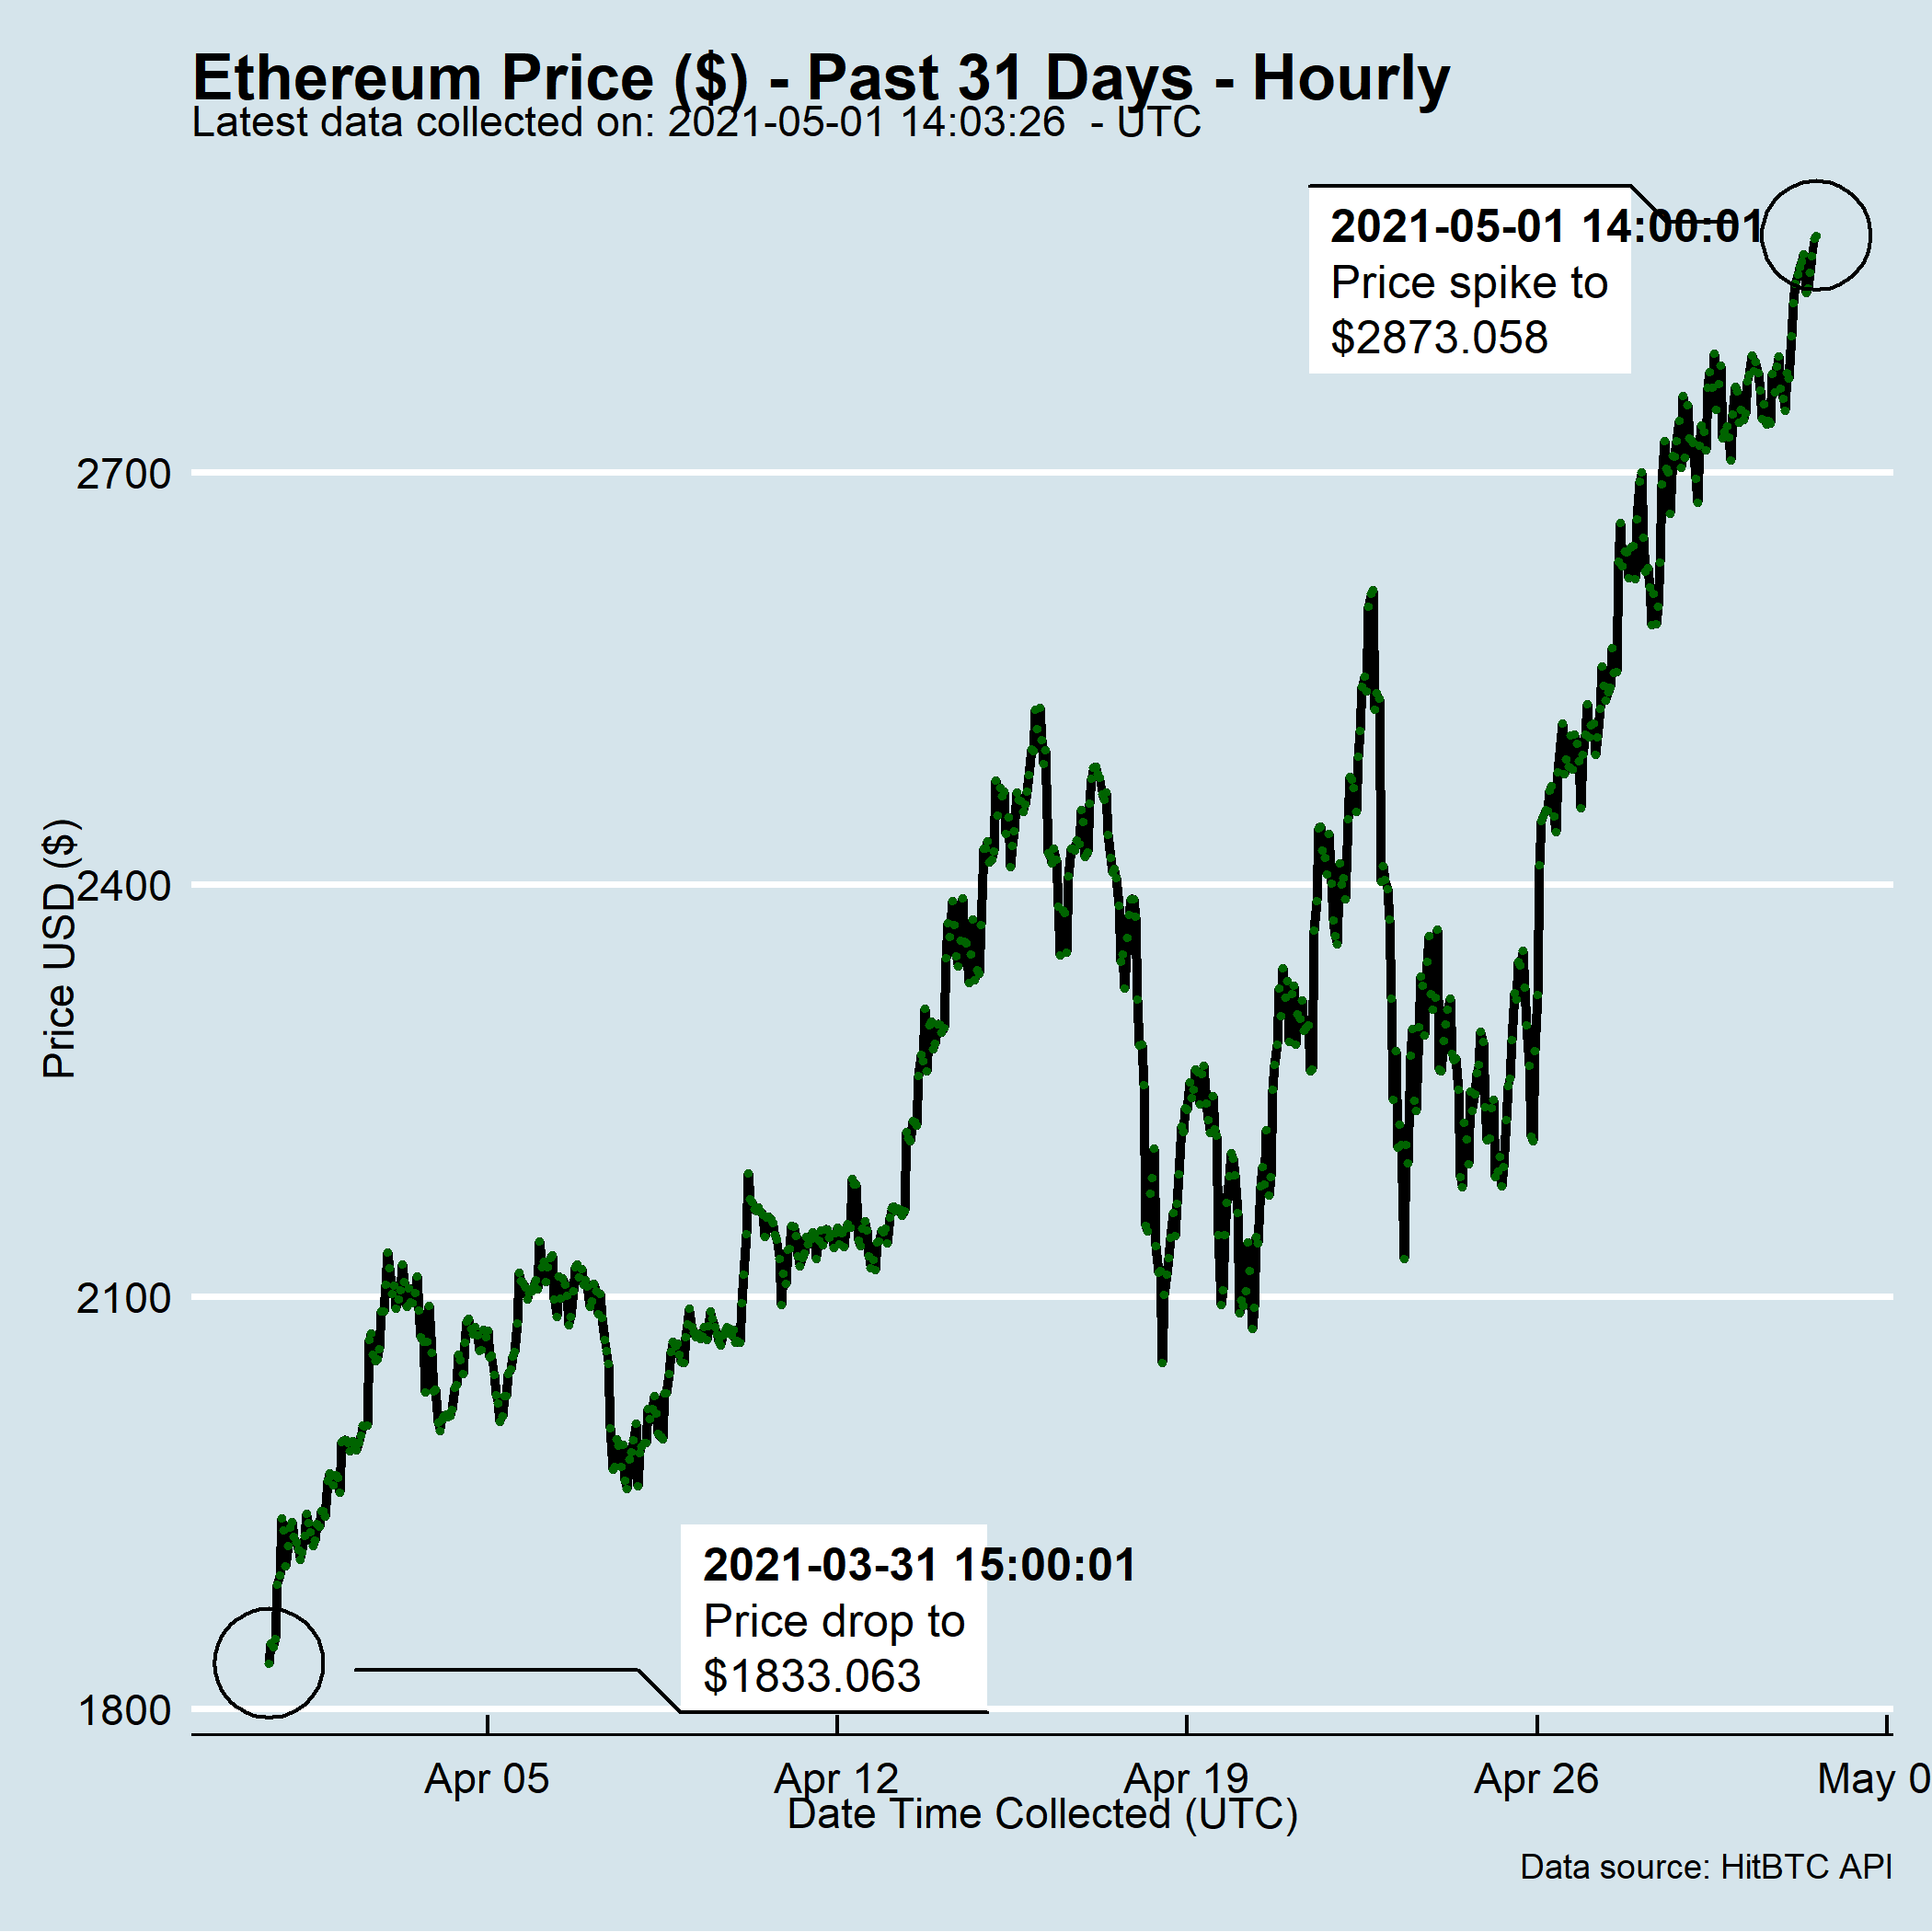 Ethereum Price ($) - Past 31 Days - Hourly
Latest data collected on: 2021-05-01 14:03:26  - UTC
2021-05-01 14:00:01
Price spike to
$2873.058
2700
2400
2100
1800
Price USD ($)
2021-03-31 15:00:01
Price drop to
$1833.063
Apr 05
Apr 12
Apr 19
Apr 26
May 0
Date Time Collected (UTC)
Data source: HitBTC API